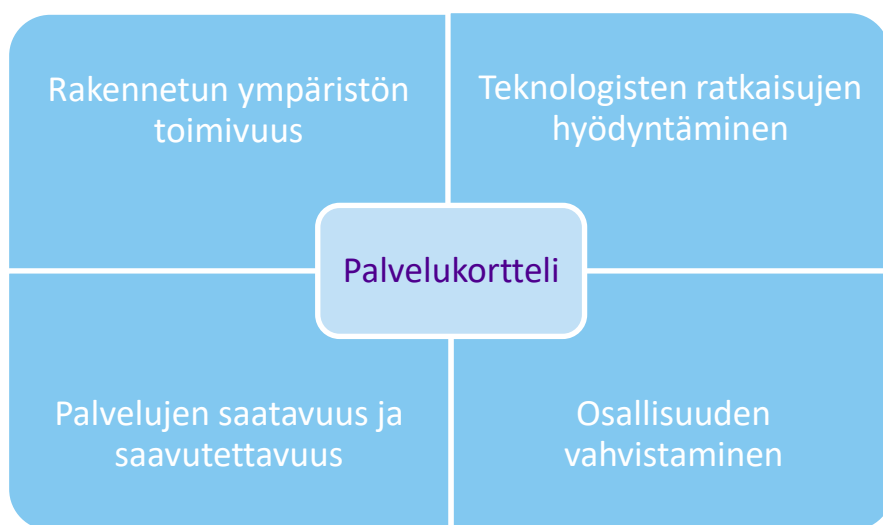 Rakennetun ympäristön
toimivuus
Teknologisten ratkaisujen
hyödyntäminen
Palvelukortteli
Palvelujen saatavuus ja
saavutettavuus
Osallisuuden
vahvistaminen